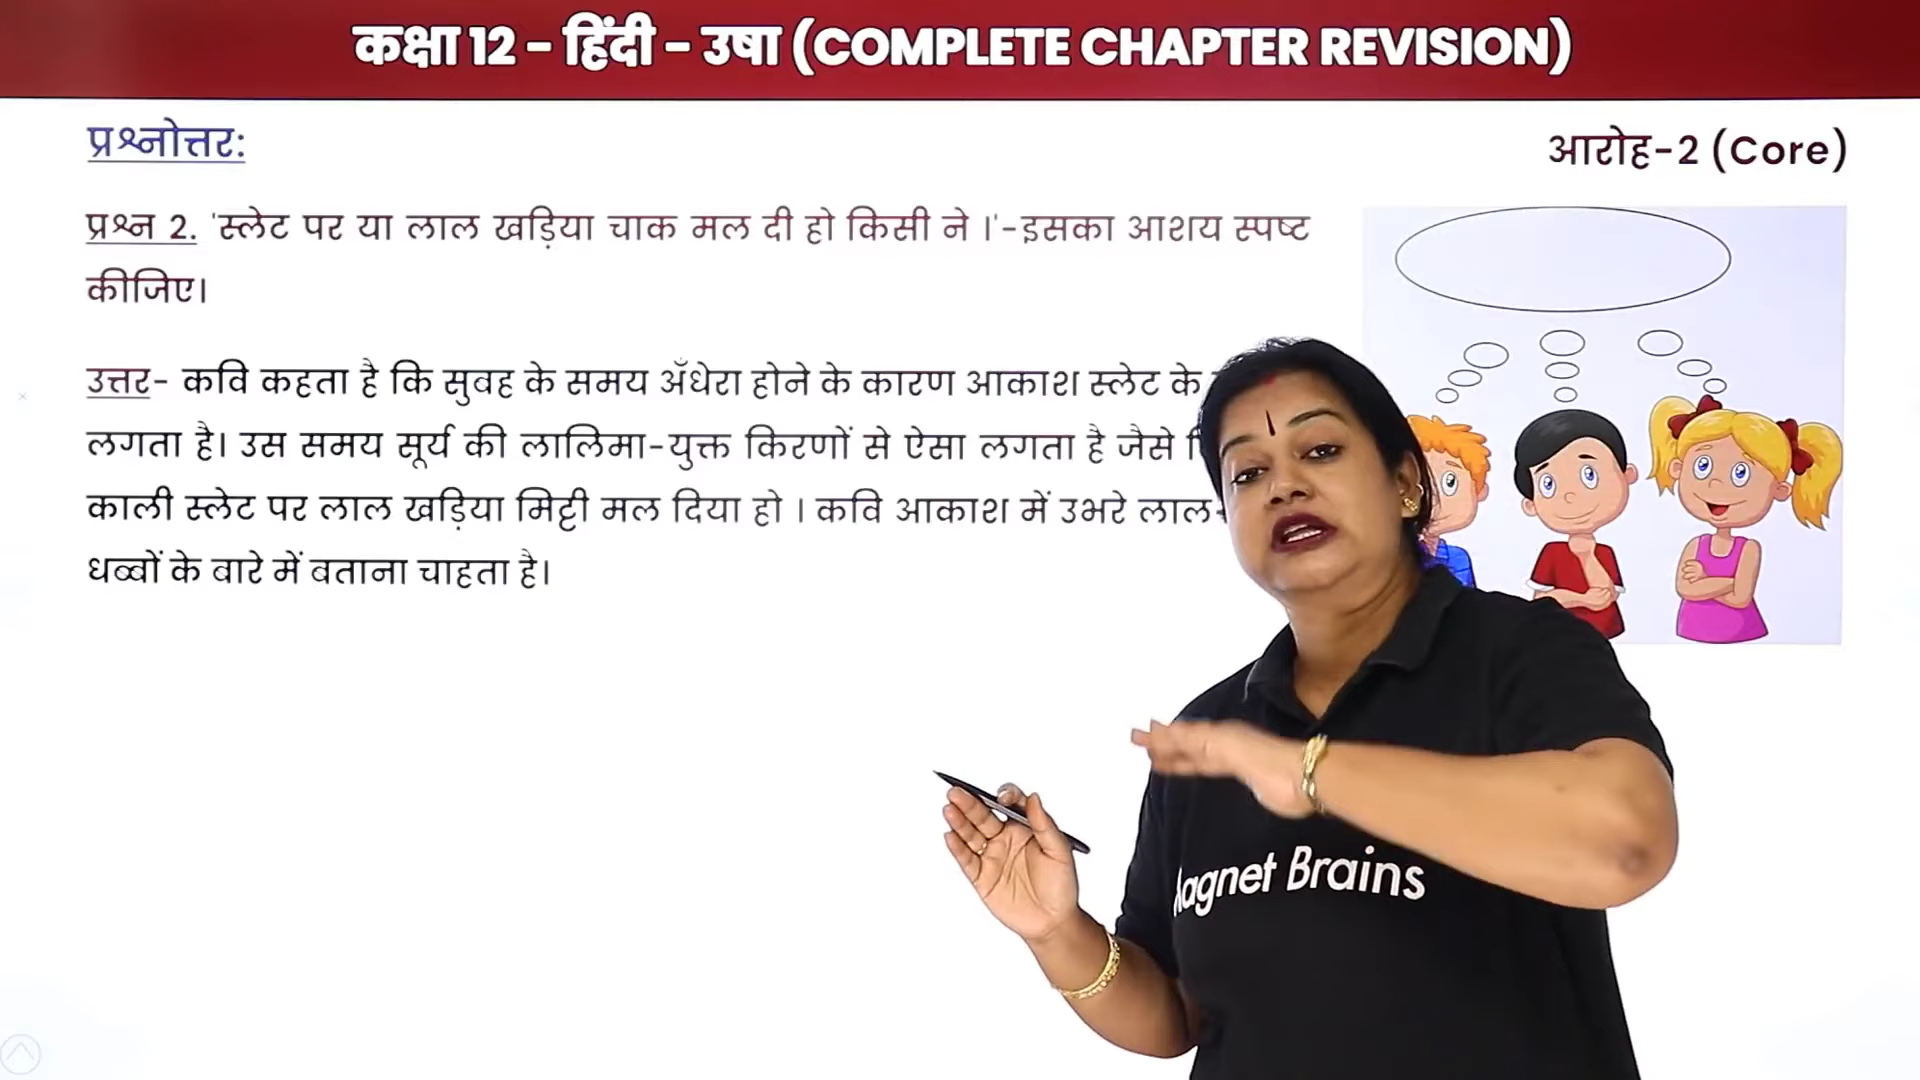 कक्षा 12 - हिंदी - उषा (COMPLETE CHAPTER REVISION)
प्रश्नोत्तर:
आरोह-2 (Core)
प्रश्न 2. 'स्लेट पर या लाल खड़िया चाक मल दी हो किसी ने ।'-इसका आशय स्पष्ट
कीजिए।
उत्तर- कवि कहता है कि सुबह के समय अँधेरा होने के कारण आकाश स्लेट के
लगता है। उस समय सूर्य की लालिमा-युक्त किरणों से ऐसा लगता है जैसे
काली स्लेट पर लाल खड़िया मिट्टी मल दिया हो । कवि आकाश में उभरे लाल-
धब्बों के बारे में बताना चाहता है।
agnet Brains